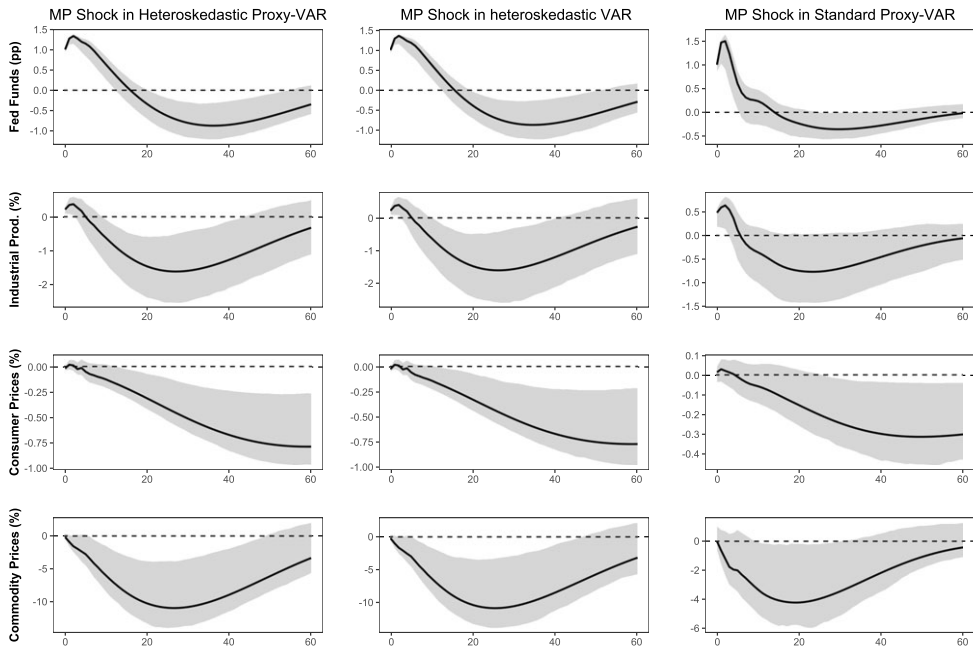 MP Shock in Heteroskedastic Proxy-VAR
MP Shock in heteroskedastic VAR
MP Shock in Standard Proxy-VAR
Fed Funds (pp)
1.5
1.0
0.5
0.0
-0.5
-1.0
0 20 40 60
1.5
1.0
0.5
0.0
-0.5
-1.0
0 20 40 60
1.5
1.0
0.5
0.0
-0.5
0 20 40 60
Industrial Prod. (%)
0
-1
-2
0 20 40 60
0
-1
-2
0 20 40 60
0.5
0.0
-0.5
-1.0
-1.5
0 20 40 60
Consumer Prices (%)
0.00
-0.25
-0.50
-0.75
-1.00
0 20 40 60
0.00
-0.25
-0.50
-0.75
-1.00
0 20 40 60
0.1
0.0
-0.1
-0.2
-0.3
-0.4
0 20 40 60
Commodity Prices (%)
0
-5
-10
0 20 40 60
0
-5
-10
0 20 40 60
0
-2
-4
-6
0 20 40 60